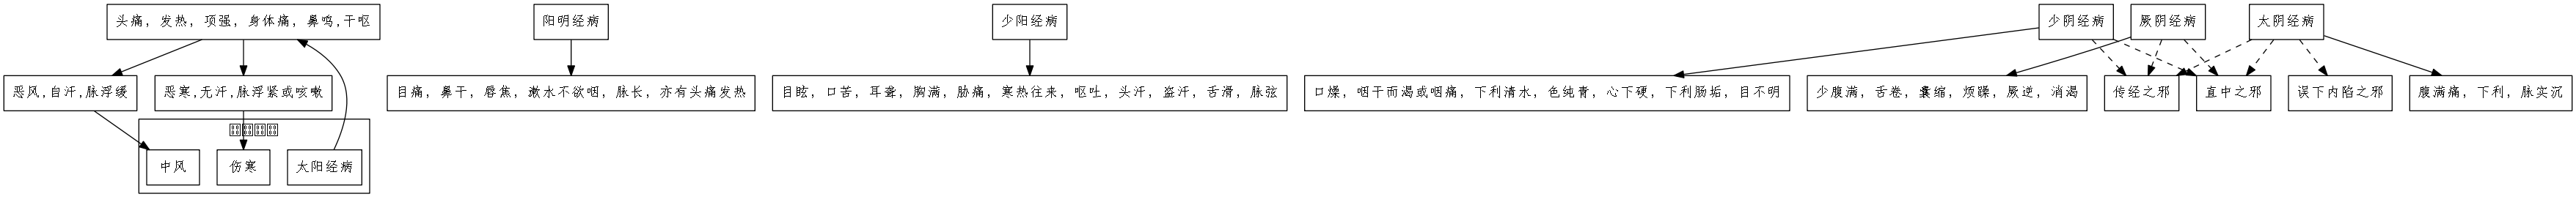 头痛, 发热, 项强, 身体痛, 鼻鸣,干呕
阳明经病
少阳经病
少阴经病
厥阴经病
太阴经病
恶风,自汗,脉浮缓
恶寒,无汗,脉浮紧或咳嗽
目痛, 鼻干, 唇焦, 漱水不欲咽, 脉长, 亦有头痛发热
目眩, 口苦, 耳聋, 胸满, 胁痛, 寒热往来, 呕吐, 头汗, 盗汗, 舌滑, 脉弦
口燥, 咽干而渴或咽痛, 下利清水, 色纯青, 心下硬, 下利肠垢, 目不明
少腹满, 舌卷, 囊缩, 烦躁, 厥逆, 消渴
传经之邪
直中之邪
误下内陷之邪
腹满痛, 下利, 脉实沉
中风
伤寒
太阳经病